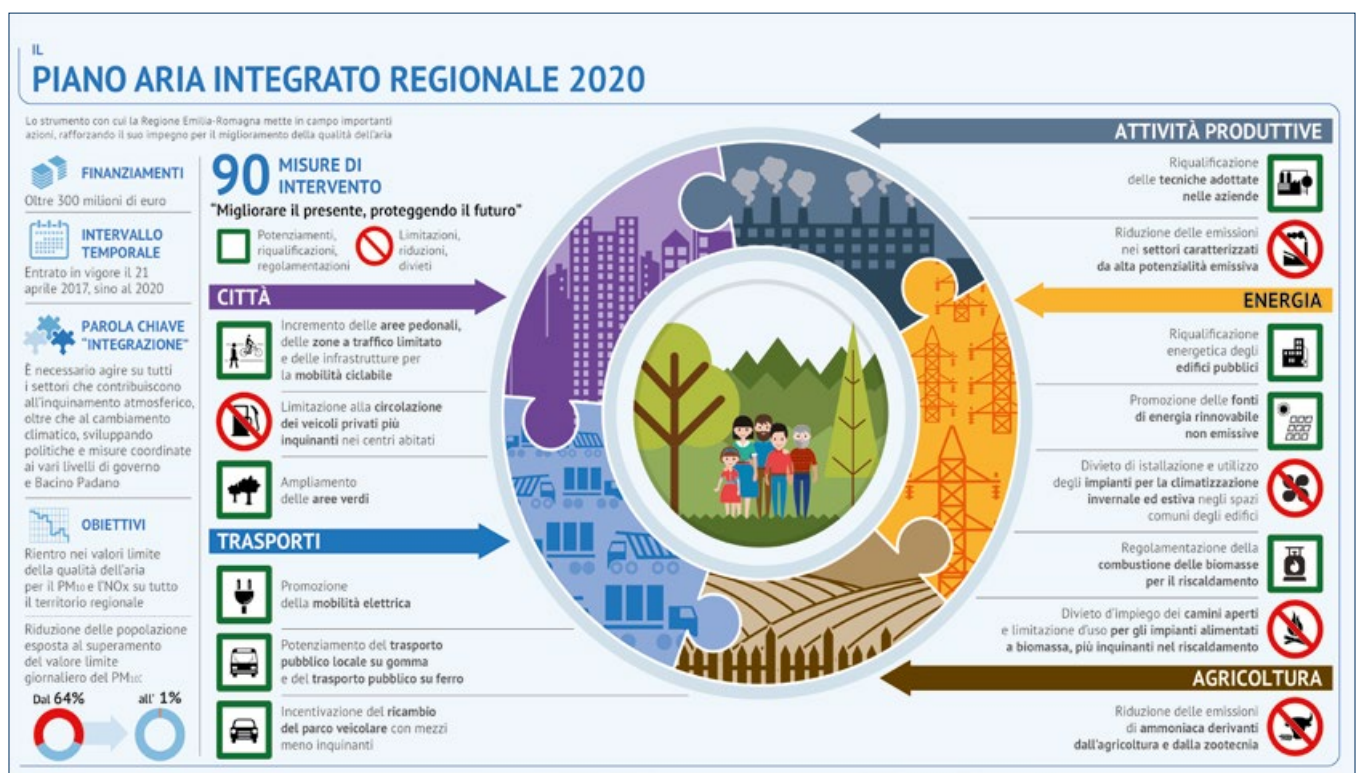 IL
PIANO ARIA INTEGRATO REGIONALE 2020
Lo strumento con cui la Regione Emilia-Romagna mette in campo importanti
azioni, rafforzando il suo impegno per il miglioramento della qualità dell'aria
FINANZIAMENTI
Oltre 300 milioni di euro
INTERVALLO
TEMPORALE
Entrato in vigore il 21
aprile 2017, sino al 2020
PAROLA CHIAVE
"INTEGRAZIONE"
È necessario agire su tutti
i settori che contribuiscono
all'inquinamento atmosferico,
oltre che al cambiamento
climatico, sviluppando
politiche e misure coordinate
ai vari livelli di governo
e Bacino Padano
OBIETTIVI
Rientro nei valori limite
della qualità dell'aria
per il PM10 e l'NOx su tutto
il territorio regionale
Riduzione delle popolazione
esposta al superamento
del valore limite
giornaliero del PM10:
Dal 64% all' 1%
90 MISURE DI
INTERVENTO
"Migliorare il presente, proteggendo il futuro"
Potenziamenti,
riqualificazioni,
regolamentazioni
Limitazioni,
riduzioni,
divieti
CITTÀ
Incremento delle aree pedonali,
delle zone a traffico limitato
e delle infrastrutture per
la mobilità ciclabile
Limitazione alla circolazione
dei veicoli privati più
inquinanti nei centri abitati
Ampliamento
delle aree verdi
TRASPORTI
Promozione
della mobilità elettrica
Potenziamento del trasporto
pubblico locale su gomma
e del trasporto pubblico su ferro
Incentivazione del ricambio
del parco veicolare con mezzi
meno inquinanti
ATTIVITÀ PRODUTTIVE
Riqualificazione
delle tecniche adottate
nelle aziende
Riduzione delle emissioni
nei settori caratterizzati
da alta potenzialità emissiva
ENERGIA
Riqualificazione
energetica degli
edifici pubblici
Promozione delle fonti
di energia rinnovabile
non emissive
Divieto di istallazione e utilizzo
degli impianti per la climatizzazione
invernale ed estiva negli spazi
comuni degli edifici
Regolamentazione della
combustione delle biomasse
per il riscaldamento
Divieto d'impiego dei camini aperti
e limitazione d'uso per gli impianti alimentati
a biomassa, più inquinanti nel riscaldamento
AGRICOLTURA
Riduzione delle emissioni
di ammoniaca derivanti
dall'agricoltura e dalla zootecnia